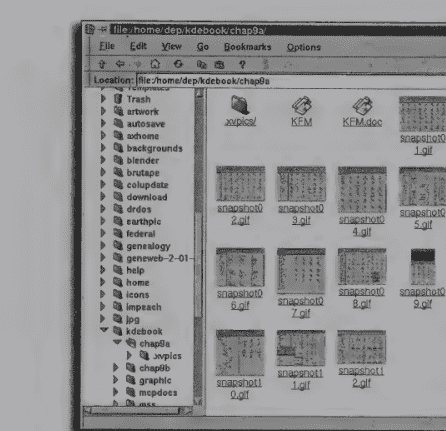 file:/home/dep/kdebook/chap9a/
File Edit View Go Bookmarks Options
Location: file:/home/dep/kdebook/chap9a
Templates
Trash
artwork
autosave
axhome
backgrounds
blender
brutape
colupdate
download
drdos
earthpic
federal
genealogy
geneweb-2-01-
help
home
icons
impeach
jpg
kdebook
chap9a
.xvpics
chap9b
graphic
mcpdocs
mss
.xvpics/ KFM KFM.doc snapshot0
1.gif
snapshot0 snapshot0 snapshot0 snapshot0
2.gif 3.gif 4.gif 5.gif
snapshot0 snapshot0 snapshot0 snapshot0
6.gif 7.gif 8.gif 9.gif
snapshot1 snapshot1 snapshot1
0.gif 1.gif 2.gif